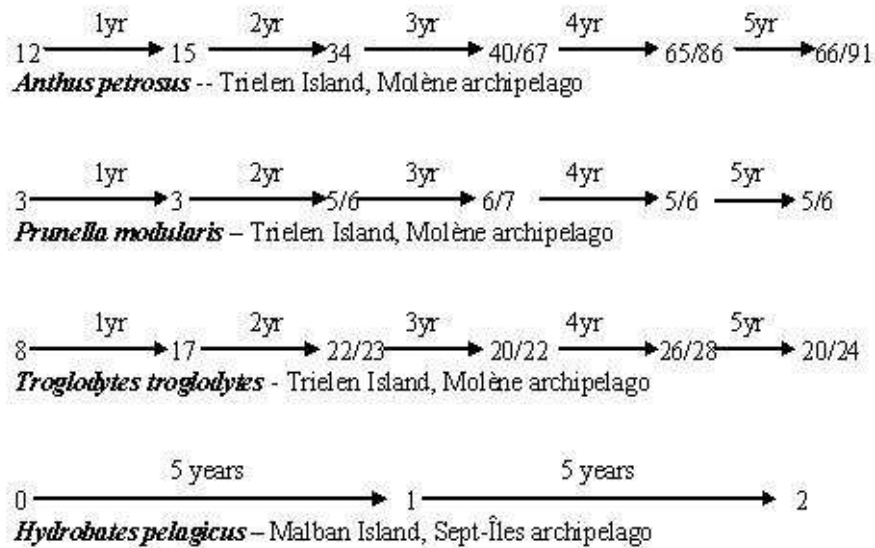 1yr 2yr 3yr 4yr 5yr
12 15 34 40/67 65/86 66/91
Anthus petrosus -- Trielen Island, Molène archipelago
1yr 2yr 3yr 4yr 5yr
3 3 5/6 6/7 5/6 5/6
Prunella modularis – Trielen Island, Molène archipelago
1yr 2yr 3yr 4yr 5yr
8 17 22/23 20/22 26/28 20/24
Troglodytes troglodytes - Trielen Island, Molène archipelago
5 years 5 years
0 1 2
Hydrobates pelagicus – Malban Island, Sept-Îles archipelago